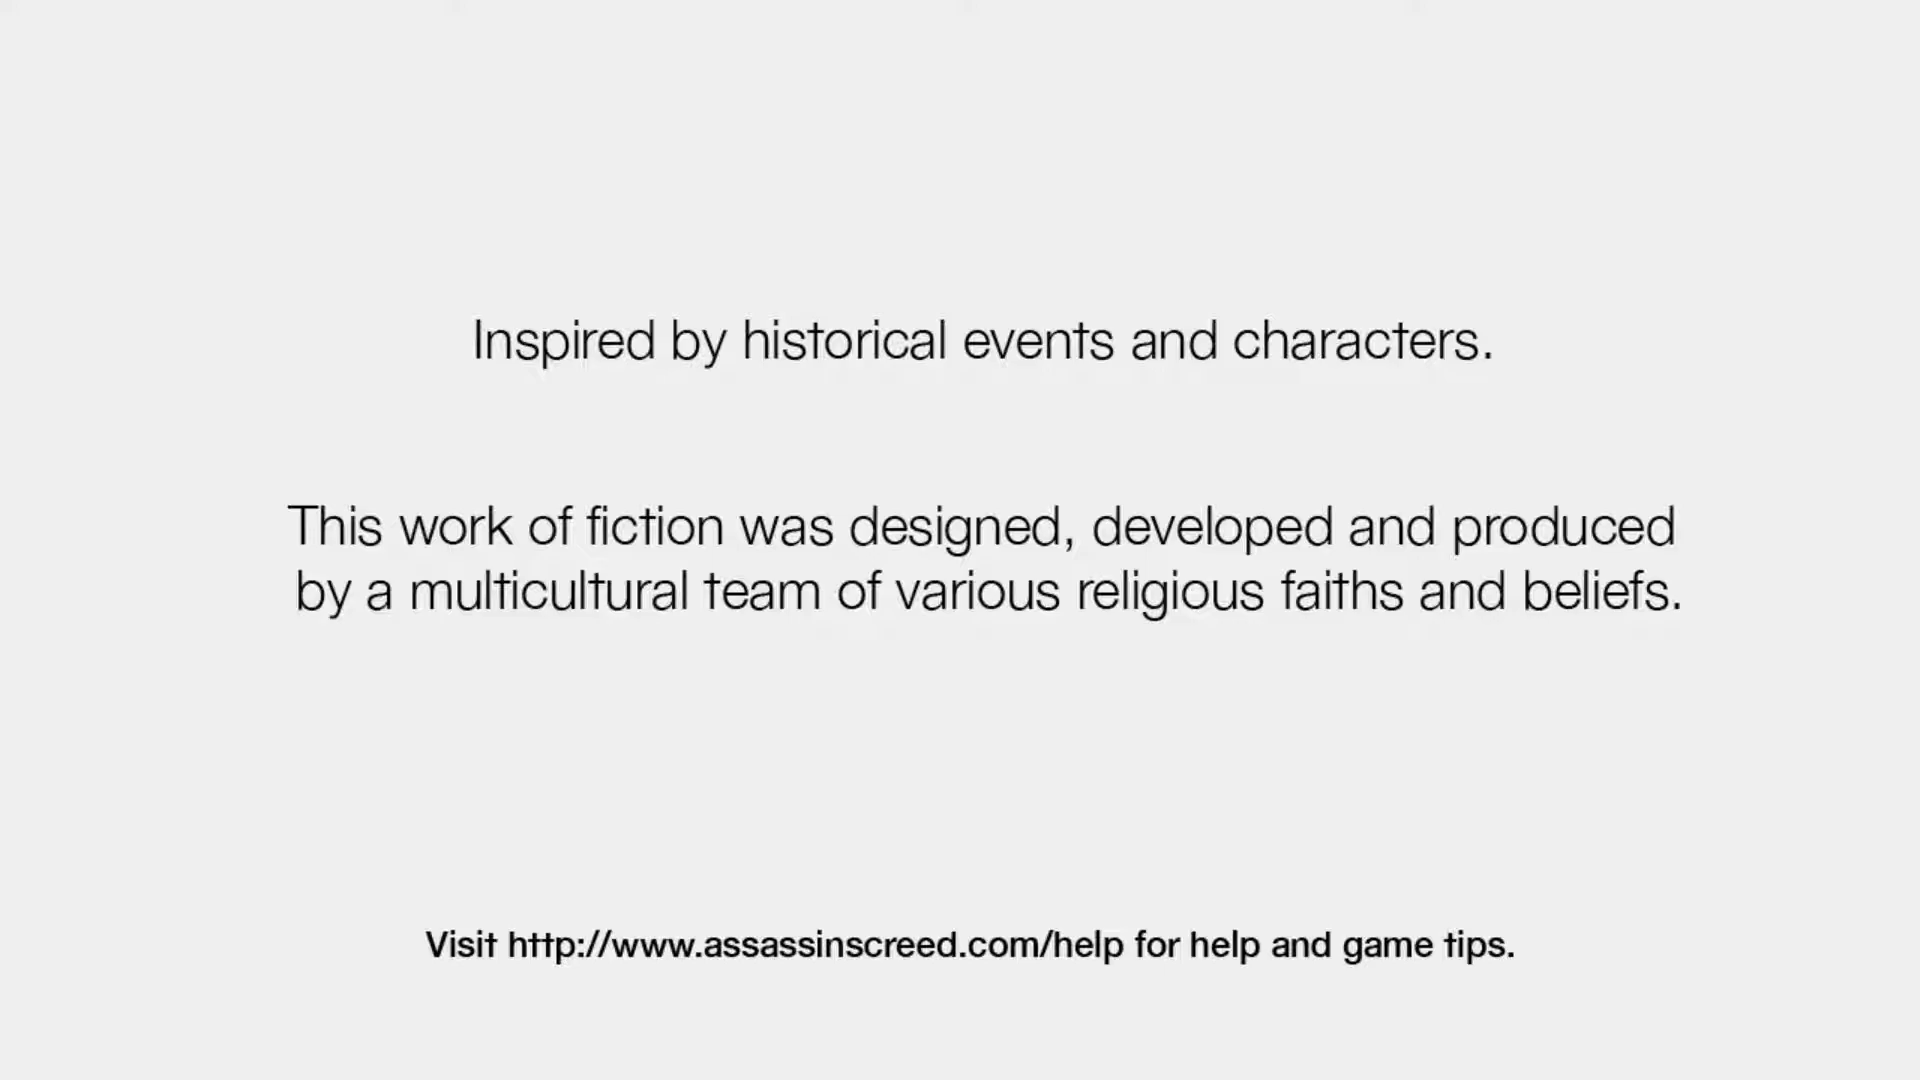 Inspired by historical events and characters.
This work of fiction was designed, developed and produced
by a multicultural team of various religious faiths and beliefs.
Visit http://www.assassinscreed.com/help for help and game tips.